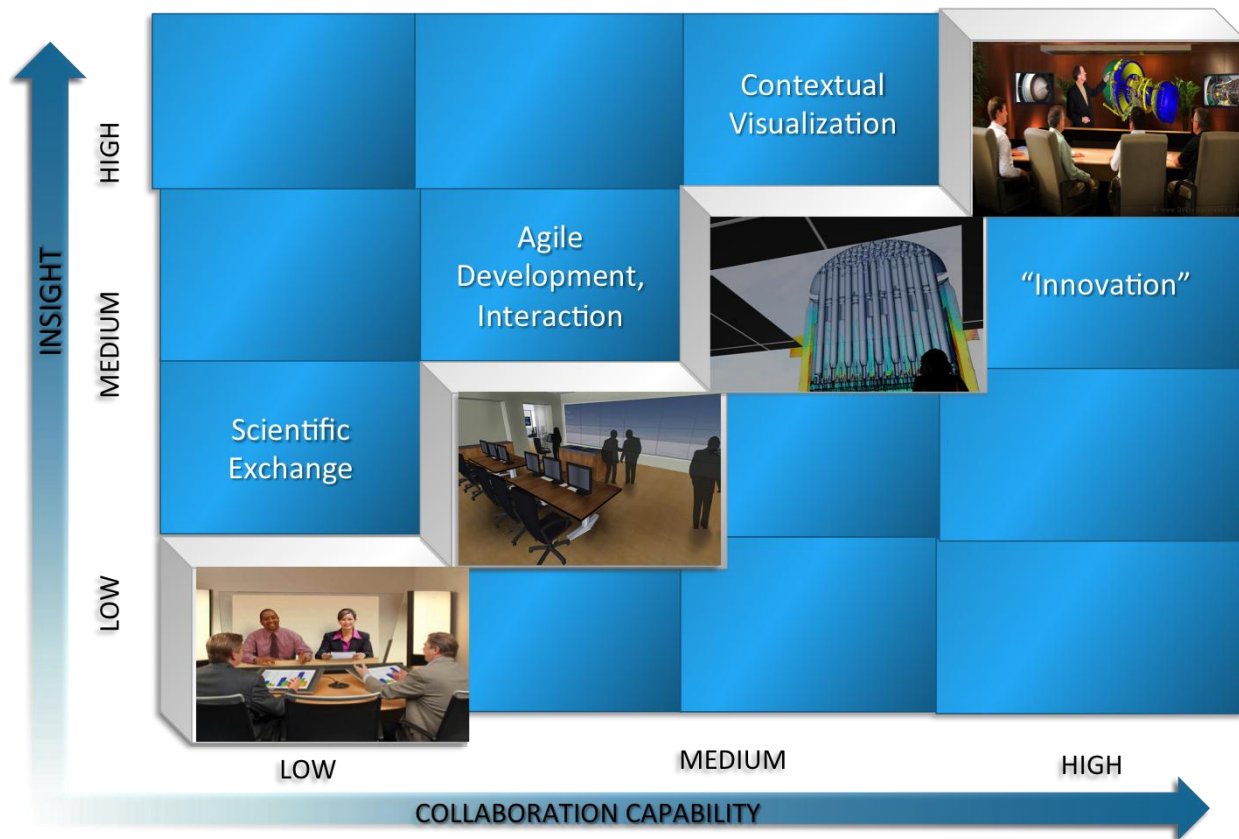 Contextual
Visualization
HIGH
Agile
Development,
Interaction
"Innovation"
INSIGHT
MEDIUM
Scientific
Exchange
LOW
LOW
MEDIUM
HIGH
COLLABORATION CAPABILITY